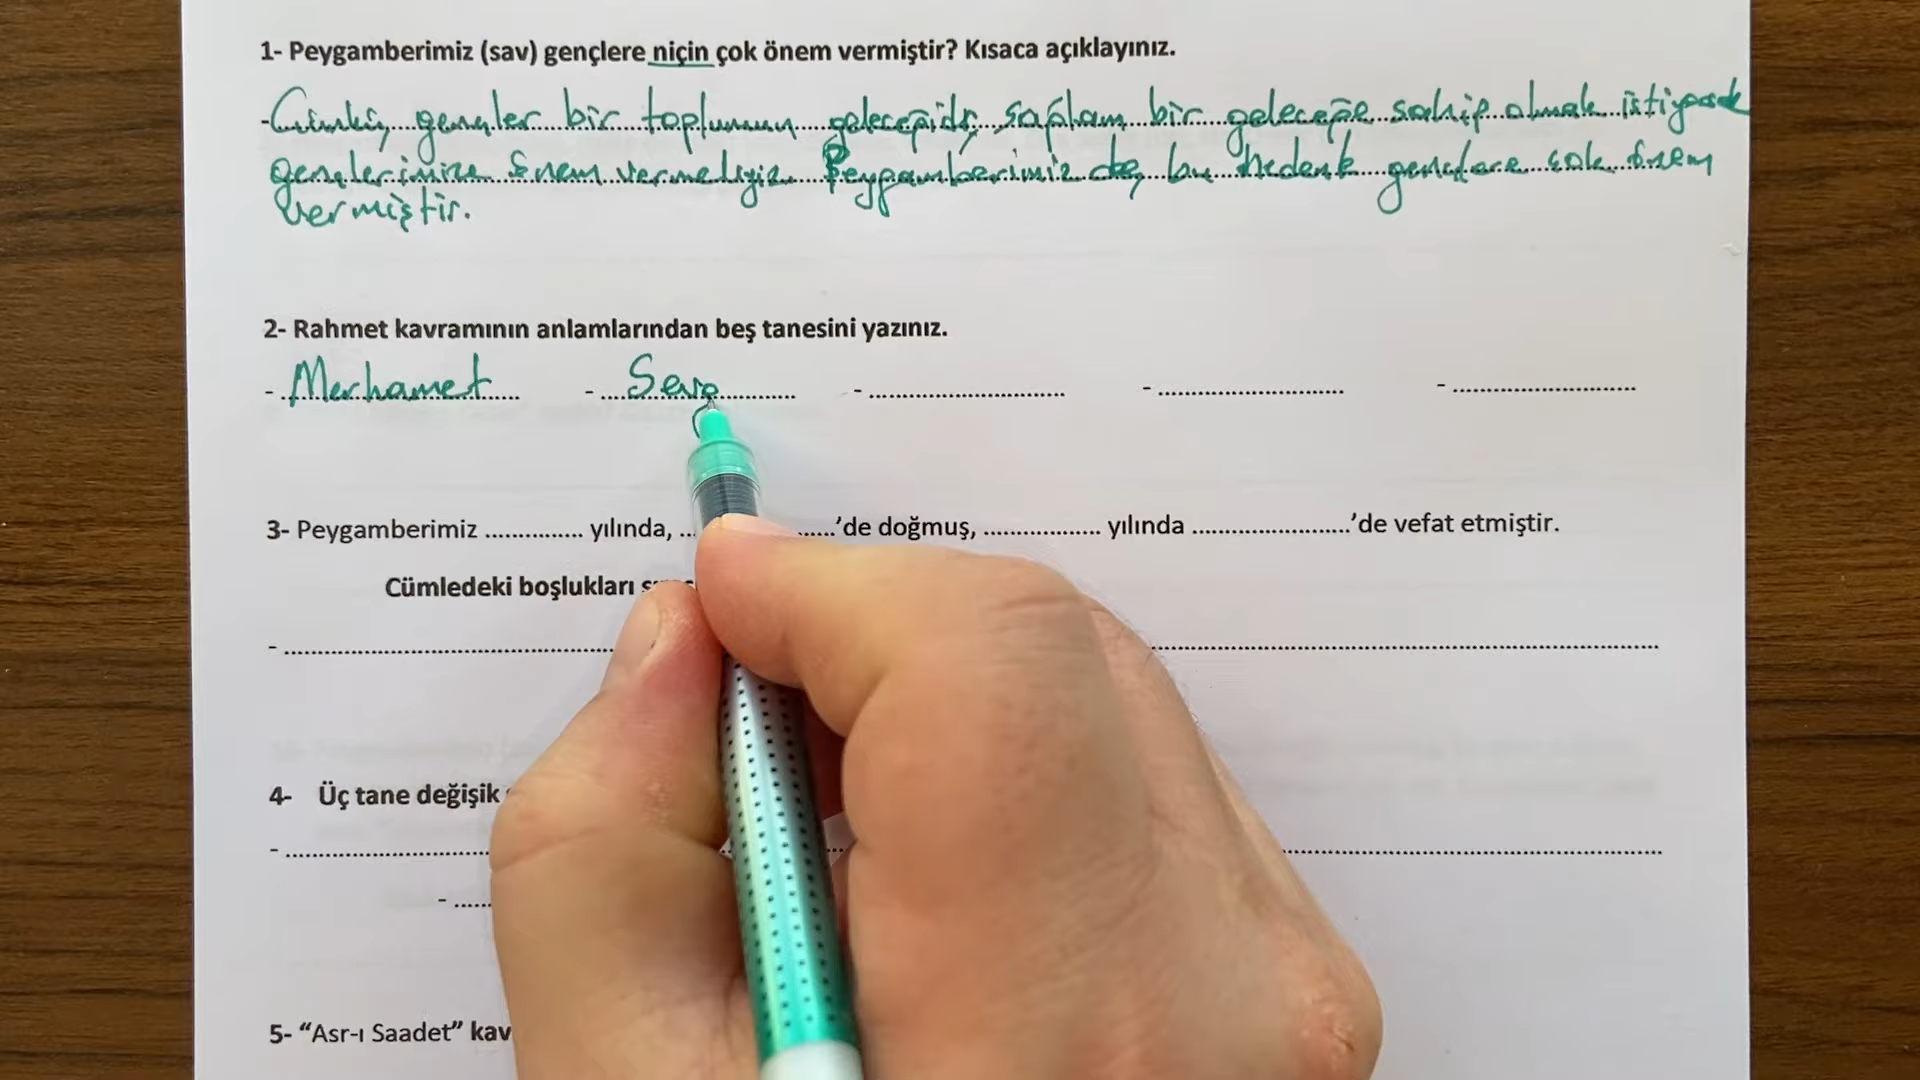 1- Peygamberimiz (sav) gençlere niçin çok önem vermiştir? Kısaca açıklayınız.
-Çünkü, gençler bir toplumun geleceğidir, sağlam bir geleceğe sahip olmak istiyorsak
gençlerimize önem vermeliyiz. Peygamberimiz de, bu nedenle gençlere çok önem
vermiştir.
2- Rahmet kavramının anlamlarından beş tanesini yazınız.
- Merhamet - Sevg - .......... - .......... - ..........
3- Peygamberimiz .............. yılında, ... ......'de doğmuş, ................. yılında .......................'de vefat etmiştir.
Cümledeki boşlukları
4- Üç tane değişik
5- "Asr-ı Saadet" kav